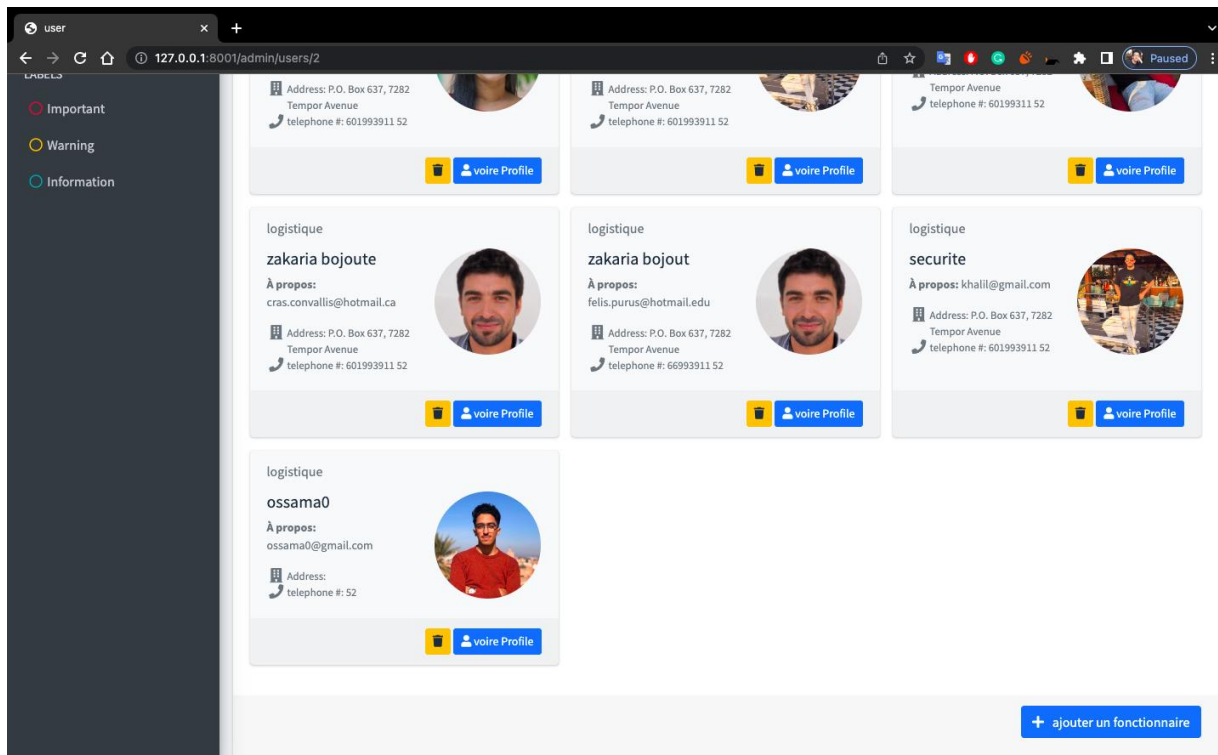 user
127.0.0.1:8001/admin/users/2
Paused
LABELS
Important
Warning
Information
Address: P.O. Box 637, 7282
Tempor Avenue
telephone #: 601993911 52
voire Profile
Address: P.O. Box 637, 7282
Tempor Avenue
telephone #: 601993911 52
voire Profile
Tempor Avenue
telephone #: 601993911 52
voire Profile
logistique
zakaria bojoute
À propos:
cras.convallis@hotmail.ca
Address: P.O. Box 637, 7282
Tempor Avenue
telephone #: 601993911 52
voire Profile
logistique
zakaria bojout
À propos:
felis.purus@hotmail.edu
Address: P.O. Box 637, 7282
Tempor Avenue
telephone #: 66993911 52
voire Profile
logistique
securite
À propos: khalil@gmail.com
Address: P.O. Box 637, 7282
Tempor Avenue
telephone #: 601993911 52
voire Profile
logistique
ossama0
À propos:
ossama0@gmail.com
Address:
telephone #: 52
voire Profile
+ ajouter un fonctionnaire